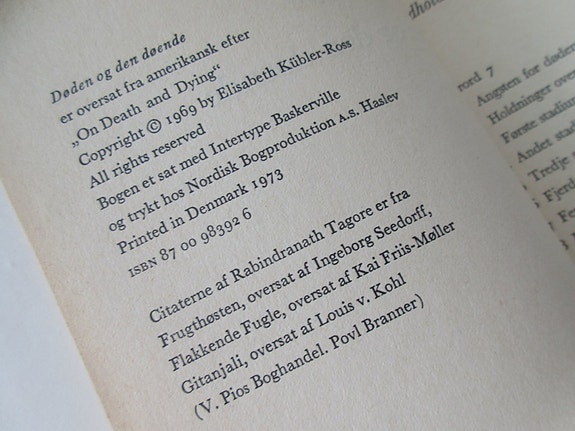 Døden og den døende
er oversat fra amerikansk efter
„On Death and Dying“
Copyright © 1969 by Elisabeth Kübler-Ross
All rights reserved
Bogen et sat med Intertype Baskerville
og trykt hos Nordisk Bogproduktion A.S. Haslev
Printed in Denmark 1973
ISBN 87 00 98392 6
Citaterne af Rabindranath Tagore er fra
Frugthøsten, oversat af Ingeborg Seedorff,
Flakkende Fugle, oversat af Kai Friis-Møller
Gitanjali, oversat af Louis v. Kohl
(V. Pios Boghandel. Povl Branner)
rord 7
Angsten for døden
Holdninger over
Første stadium
Andet stad
Tredje
Fjerd
Femt